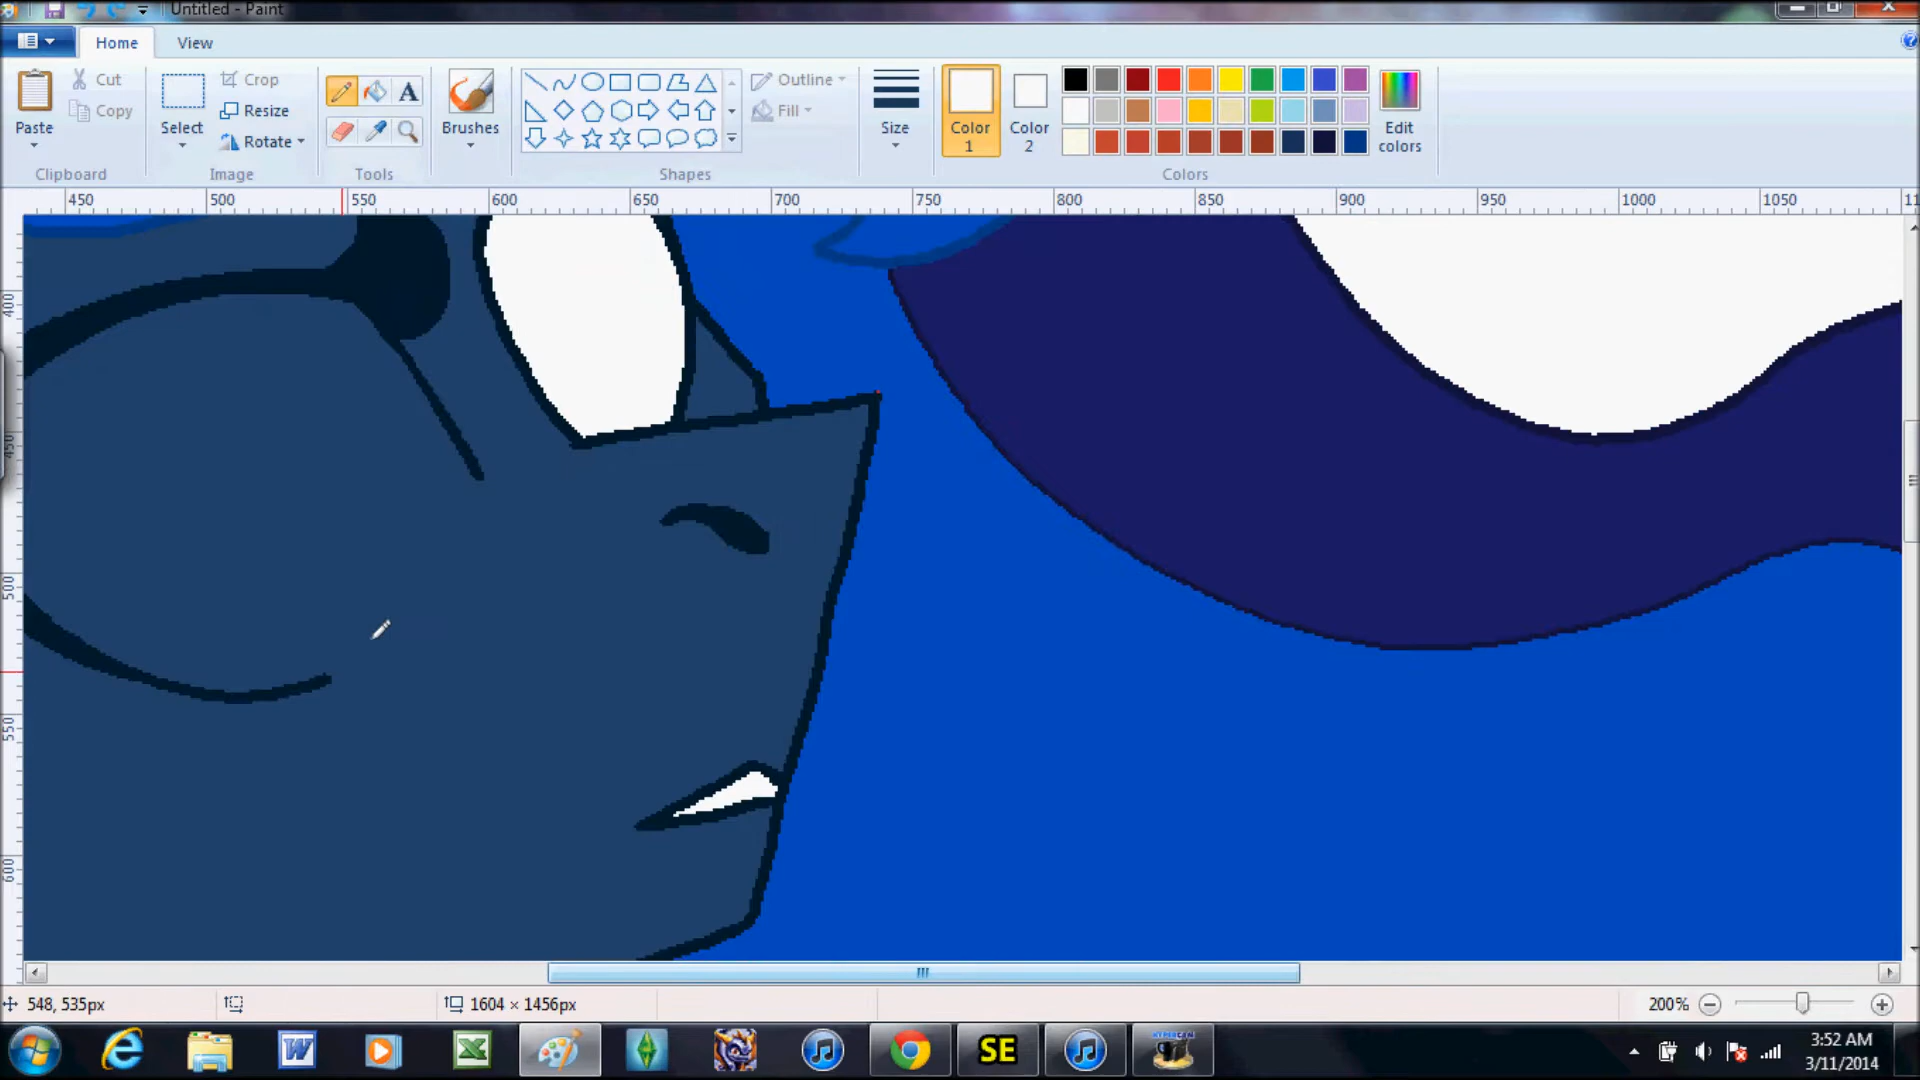 Untitled - Paint
Home View
Paste Cut Copy Clipboard
Select Crop Resize Rotate Image
A Tools
Brushes
Outline Fill Shapes
Size
Color 1 Color 2 Edit colors Colors
450 500 550 600 650 700 750 800 850 900 950 1000 1050 11
400
450
500
550
600
548, 535px 1604 × 1456px 200%
W SE HYPERCAM
3:52 AM
3/11/2014